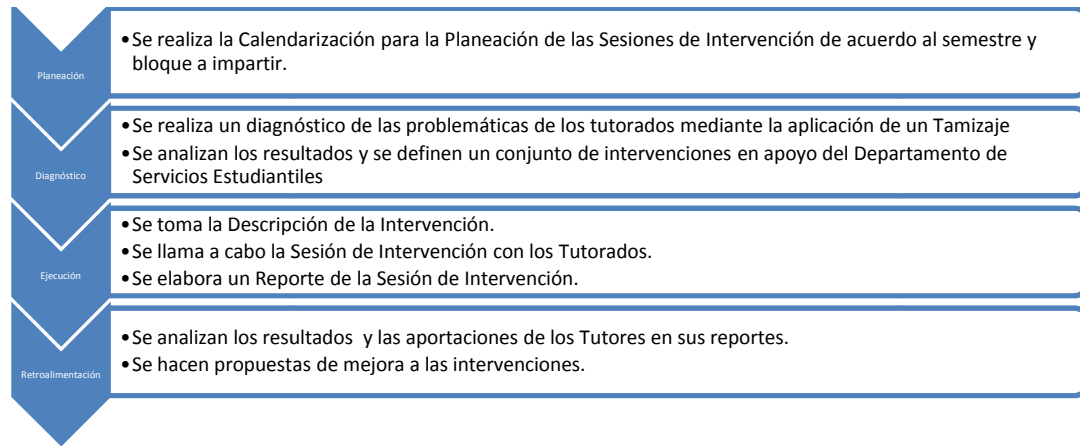 Planeación
•Se realiza la Calendarización para la Planeación de las Sesiones de Intervención de acuerdo al semestre y
bloque a impartir.
Diagnóstico
•Se realiza un diagnóstico de las problemáticas de los tutorados mediante la aplicación de un Tamizaje
•Se analizan los resultados y se definen un conjunto de intervenciones en apoyo del Departamento de
Servicios Estudiantiles
Ejecución
•Se toma la Descripción de la Intervención.
•Se llama a cabo la Sesión de Intervención con los Tutorados.
•Se elabora un Reporte de la Sesión de Intervención.
Retroalimentación
•Se analizan los resultados y las aportaciones de los Tutores en sus reportes.
•Se hacen propuestas de mejora a las intervenciones.